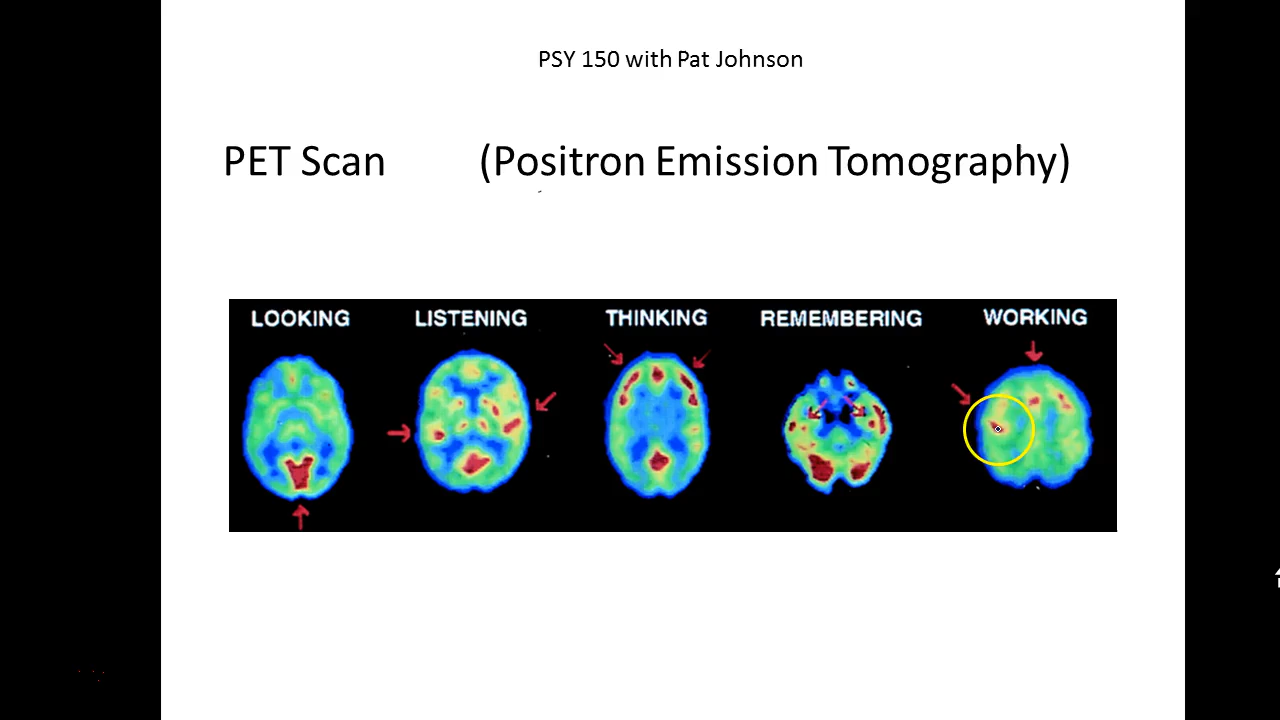 PSY 150 with Pat Johnson
PET Scan (Positron Emission Tomography)
LOOKING LISTENING THINKING REMEMBERING WORKING